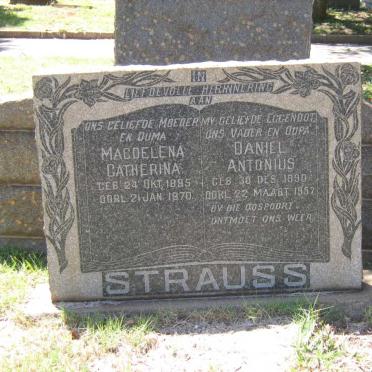 IN
LIEFDEVOLLE HERINNERING
AAN
ONS GELIEFDE MOEDER
EN OUMA
MAGDELENA
CATHERINA
GEB. 24 OKT. 1895
OORL. 21 JAN. 1970
MY GELIEFDE EGGENOOT
ONS VADER EN OUPA
DANIEL
ANTONIUS
GEB. 30 DES. 1890
OORL. 22 MAART 1957
BY DIE OOSPOORT
ONTMOET ONS WEER
STRAUSS